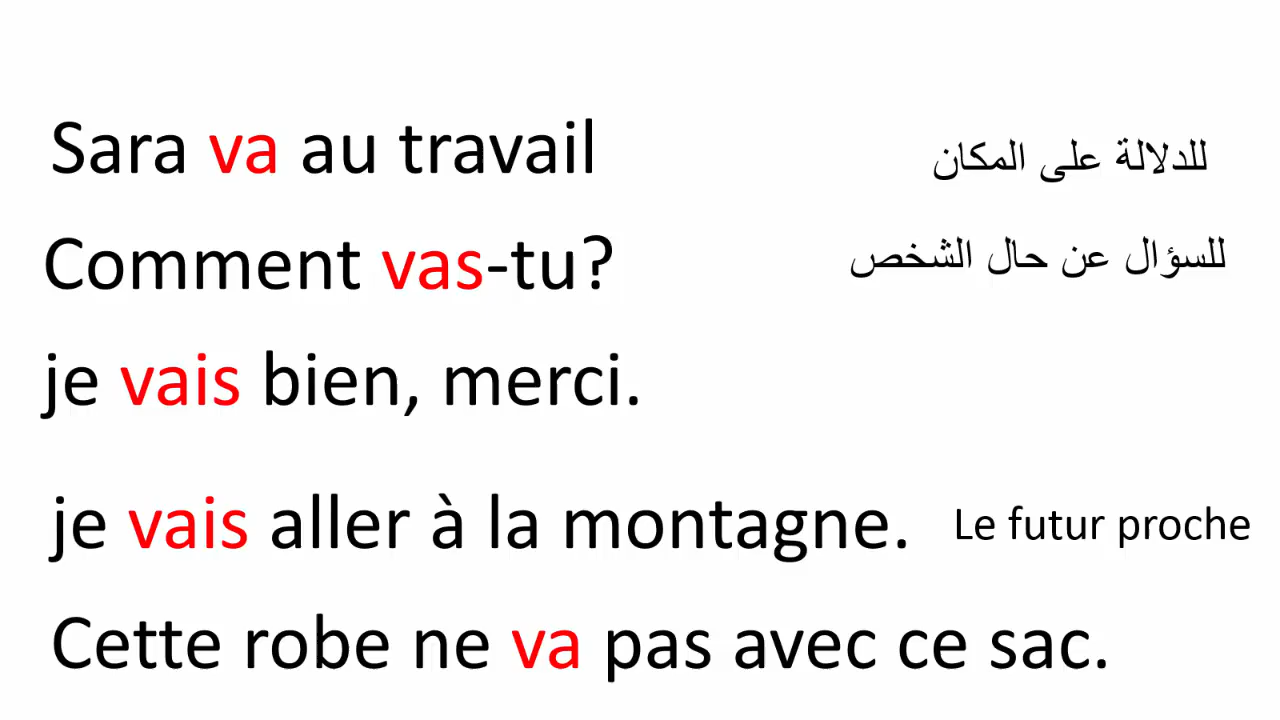 Sara va au travail
للدلالة على المكان
Comment vas-tu?
للسؤال عن حال الشخص
je vais bien, merci.
je vais aller à la montagne.
Le futur proche
Cette robe ne va pas avec ce sac.